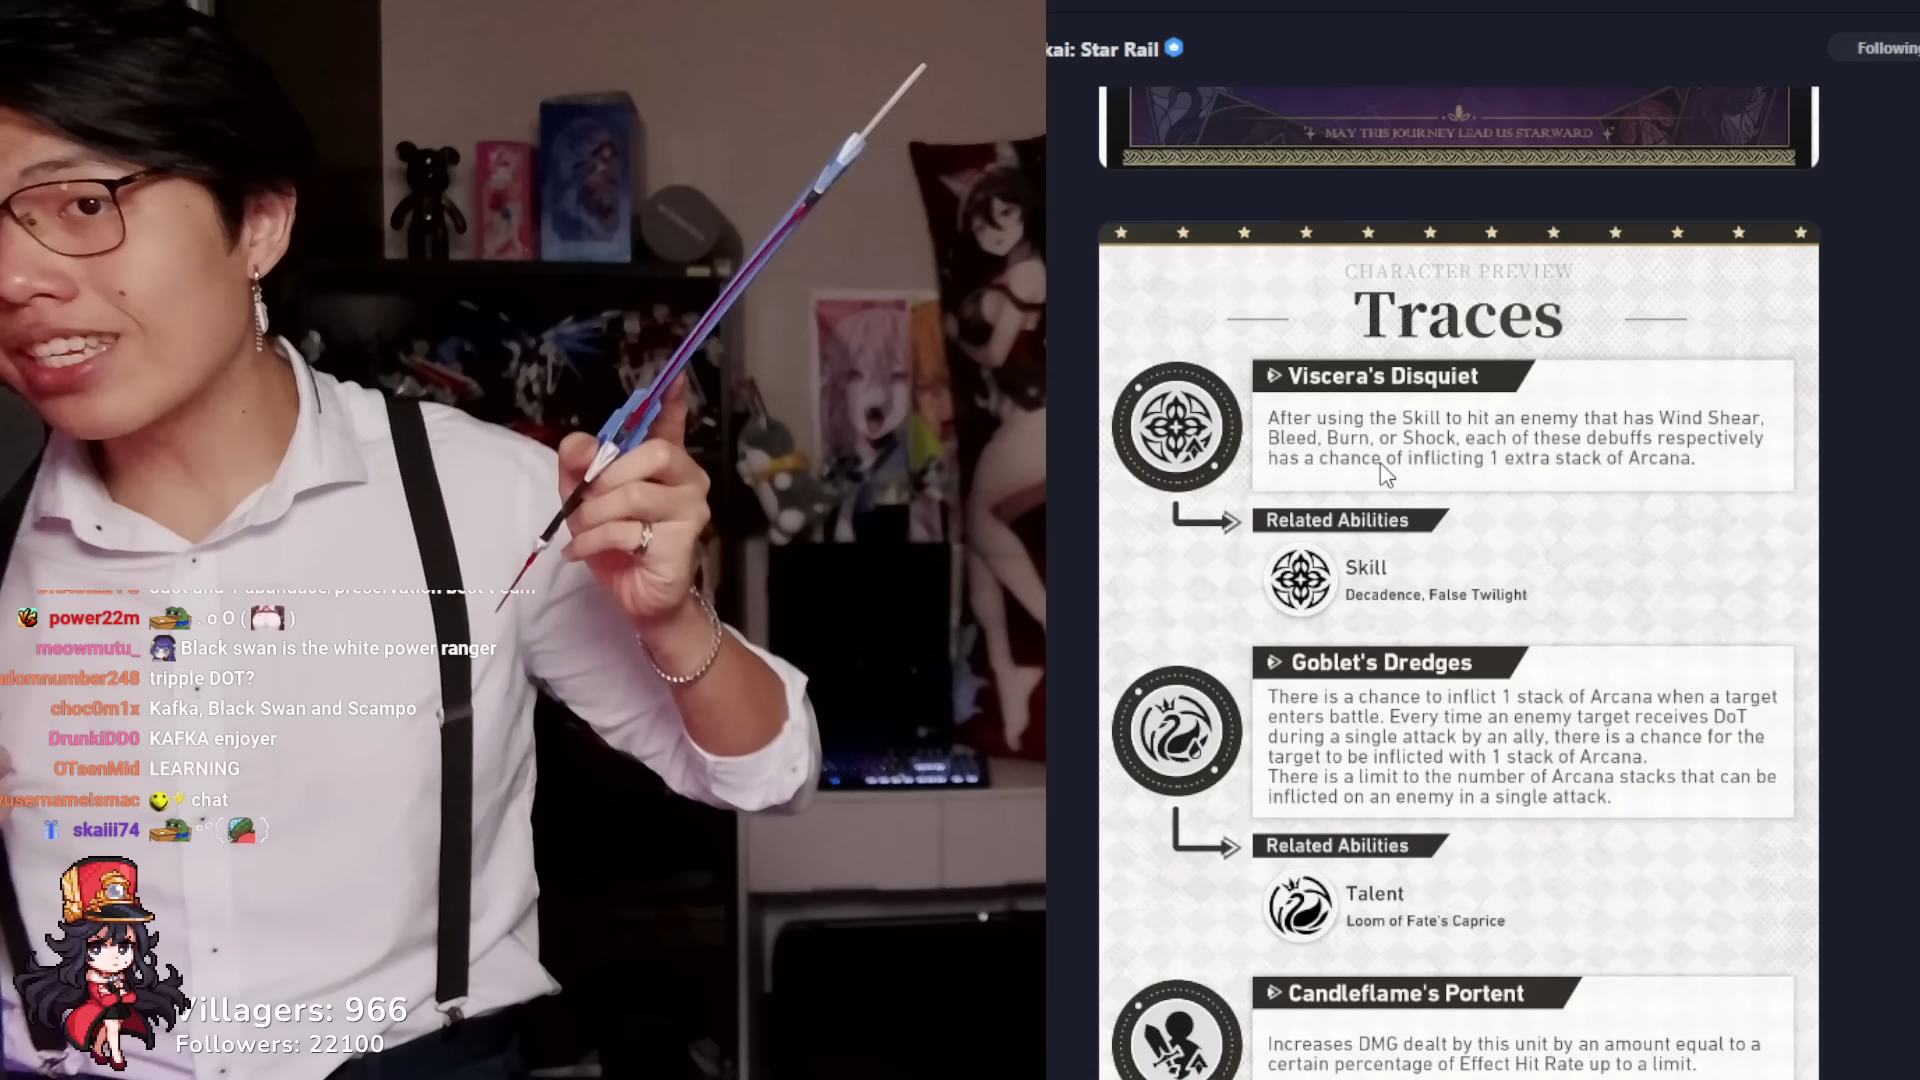 kai: Star Rail
Following
MAY THIS JOURNEY LEAD US STARWARD
CHARACTER PREVIEW
Traces
Viscera's Disquiet
After using the Skill to hit an enemy that has Wind Shear,
Bleed, Burn, or Shock, each of these debuffs respectively
has a chance of inflicting 1 extra stack of Arcana.
Related Abilities
Skill
Decadence, False Twilight
Goblet's Dredges
There is a chance to inflict 1 stack of Arcana when a target
enters battle. Every time an enemy target receives DoT
during a single attack by an ally, there is a chance for the
target to be inflicted with 1 stack of Arcana.
There is a limit to the number of Arcana stacks that can be
inflicted on an enemy in a single attack.
Related Abilities
Talent
Loom of Fate's Caprice
Candleflame's Portent
Increases DMG dealt by this unit by an amount equal to a
certain percentage of Effect Hit Rate up to a limit.
power22m . o O ( )
meowmutu_ Black swan is the white power ranger
domnumber248 tripple DOT?
choc0m1x Kafka, Black Swan and Scampo
DrunkiDD0 KAFKA enjoyer
OTsenMid LEARNING
usernameismac chat
skaiii74
Villagers: 966
Followers: 22100